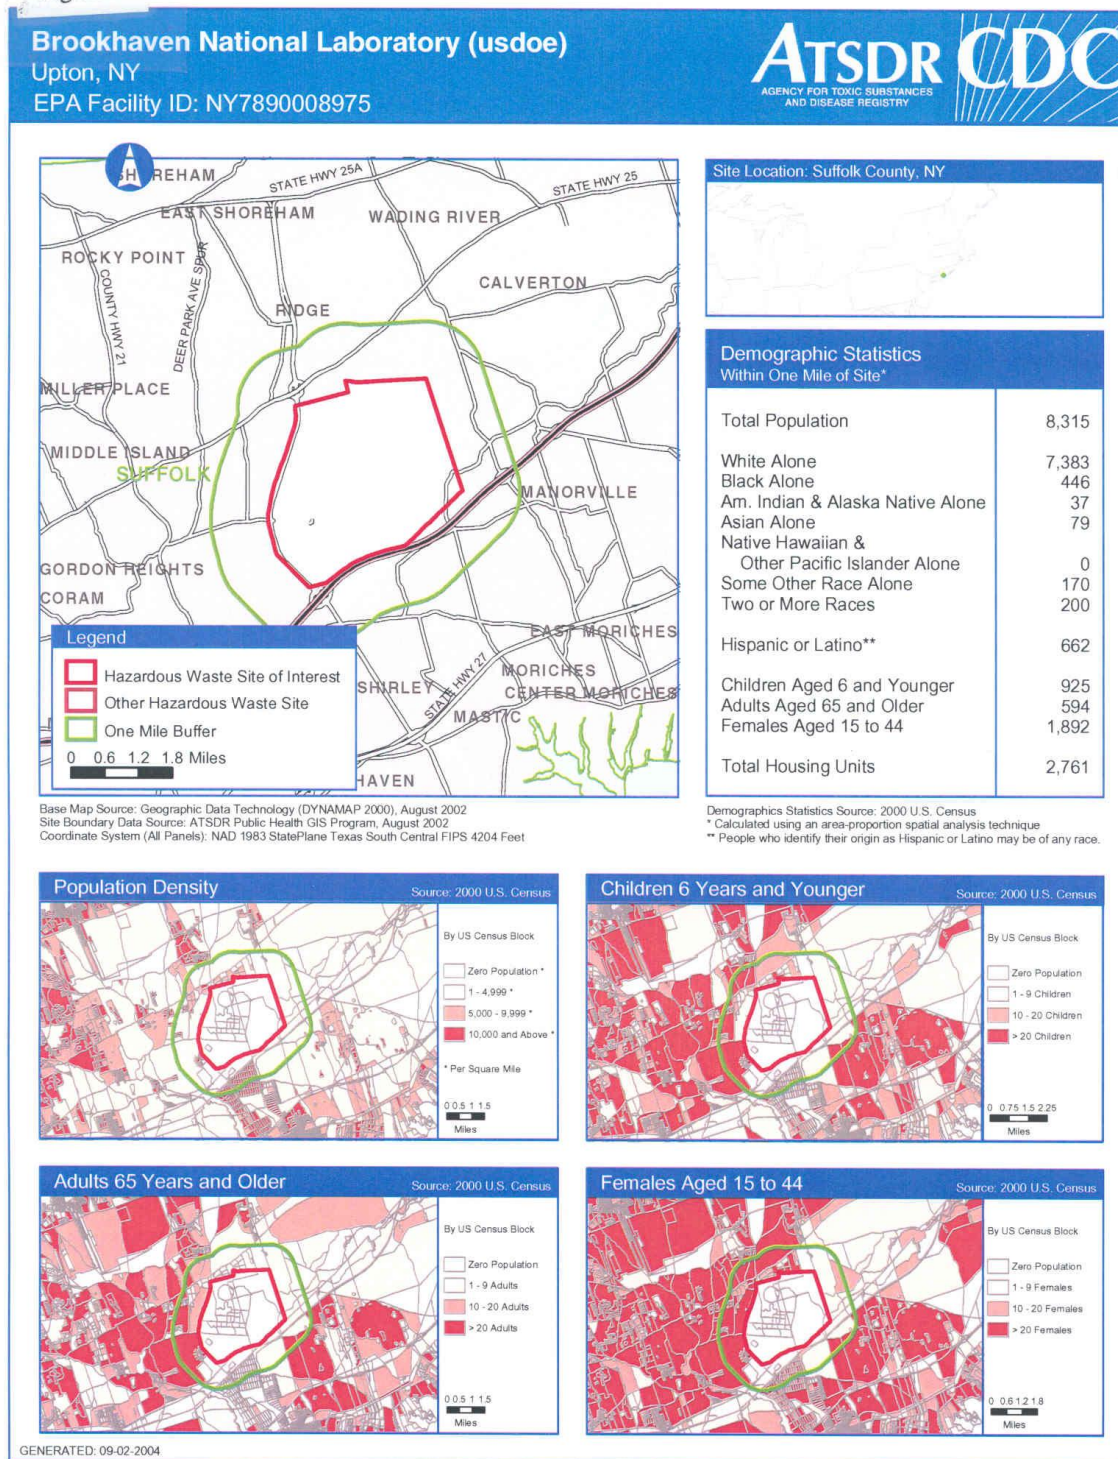 Brookhaven National Laboratory (usdoe)
Upton, NY
EPA Facility ID: NY7890008975
ATSDR
AGENCY FOR TOXIC SUBSTANCES
AND DISEASE REGISTRY
CDC
STATE HWY 25A
STATE HWY 25
EAST SHOREHAM
WADING RIVER
ROCKY POINT
COUNTY HWY 21
DEER PARK AVE SPUR
CALVERTON
RIDGE
MILLER PLACE
MIDDLE ISLAND
SUFFOLK
MANORVILLE
GORDON HEIGHTS
CORAM
EAST MORICHES
MORICHES
CENTER MORICHES
SHIRLEY
STATE HWY 27
MASTIC
HAVEN
Legend
Hazardous Waste Site of Interest
Other Hazardous Waste Site
One Mile Buffer
0 0.6 1.2 1.8 Miles
Base Map Source: Geographic Data Technology (DYNAMAP 2000), August 2002
Site Boundary Data Source: ATSDR Public Health GIS Program, August 2002
Coordinate System (All Panels): NAD 1983 StatePlane Texas South Central FIPS 4204 Feet
Site Location: Suffolk County, NY
Demographic Statistics
Within One Mile of Site*
Total Population 8,315
White Alone 7,383
Black Alone 446
Am. Indian & Alaska Native Alone 37
Asian Alone 79
Native Hawaiian &
Other Pacific Islander Alone 0
Some Other Race Alone 170
Two or More Races 200
Hispanic or Latino** 662
Children Aged 6 and Younger 925
Adults Aged 65 and Older 594
Females Aged 15 to 44 1,892
Total Housing Units 2,761
Demographics Statistics Source: 2000 U.S. Census
* Calculated using an area-proportion spatial analysis technique
** People who identify their origin as Hispanic or Latino may be of any race.
Population Density Source: 2000 U.S. Census
By US Census Block
Zero Population *
1 - 4,999 *
5,000 - 9,999 *
10,000 and Above *
* Per Square Mile
0 0.5 1 1.5
Miles
Children 6 Years and Younger Source: 2000 U.S. Census
By US Census Block
Zero Population
1 - 9 Children
10 - 20 Children
> 20 Children
0 0.75 1.5 2.25
Miles
Adults 65 Years and Older Source: 2000 U.S. Census
By US Census Block
Zero Population
1 - 9 Adults
10 - 20 Adults
> 20 Adults
0 0.5 1 1.5
Miles
Females Aged 15 to 44 Source: 2000 U.S. Census
By US Census Block
Zero Population
1 - 9 Females
10 - 20 Females
> 20 Females
0 0.6 1.2 1.8
Miles
GENERATED: 09-02-2004